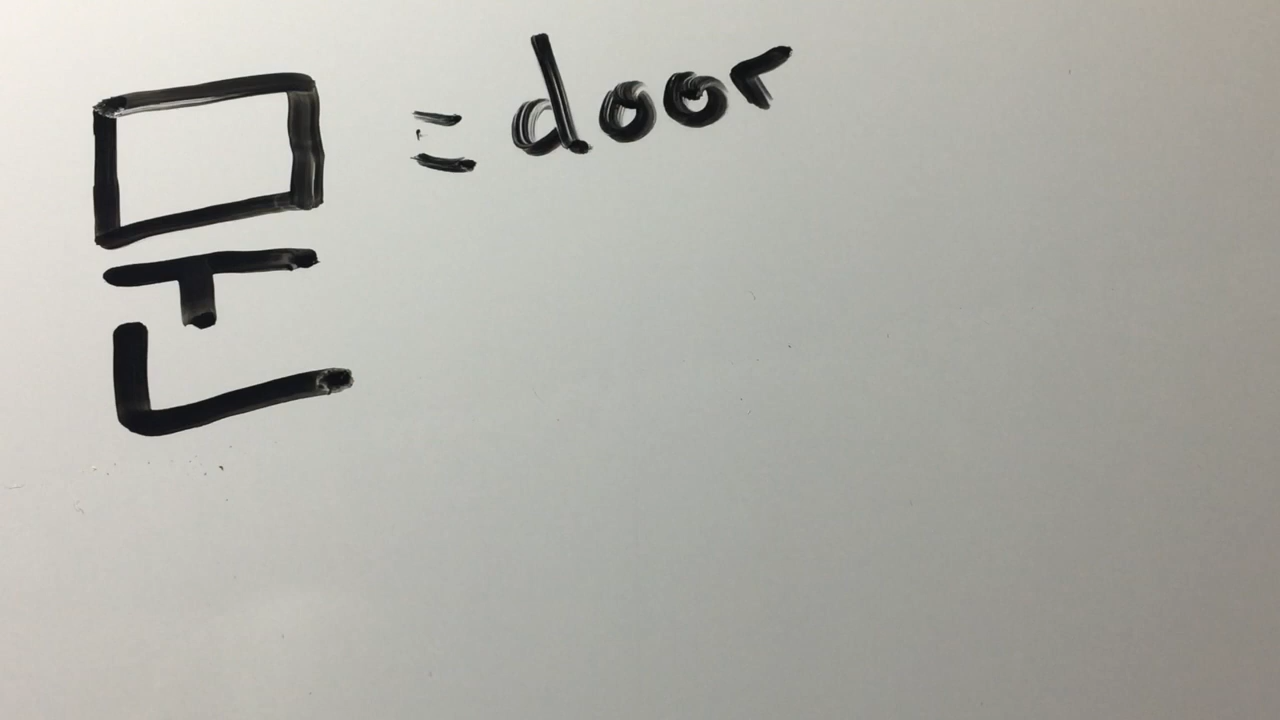 문 = door